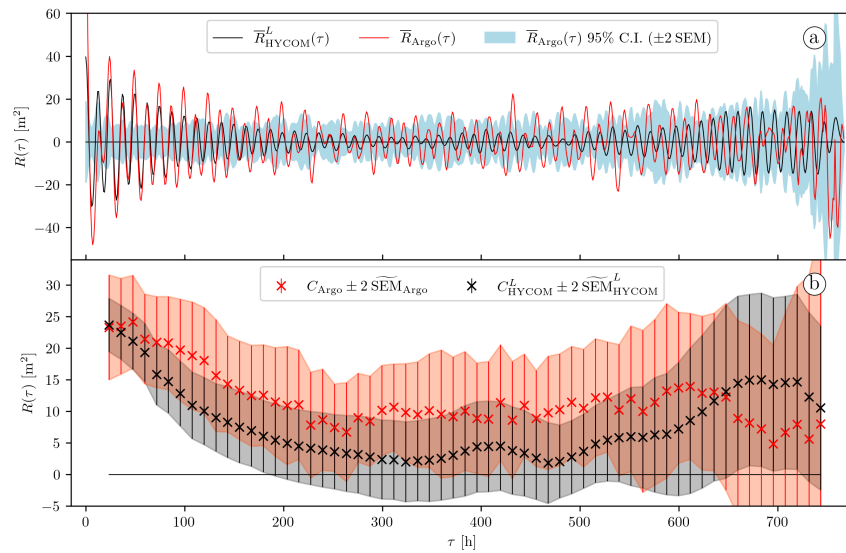 60
40
20
0
−20
−40
R(τ) [m²]
R̅ᴸ_HYCOM(τ) R̅_Argo(τ) R̅_Argo(τ) 95% C.I. (±2 SEM)
a
30
25
20
15
10
5
0
−5
R(τ) [m²]
C_Argo ± 2 S͠EM_Argo Cᴸ_HYCOM ± 2 S͠EMᴸ_HYCOM
b
0 100 200 300 400 500 600 700
τ [h]